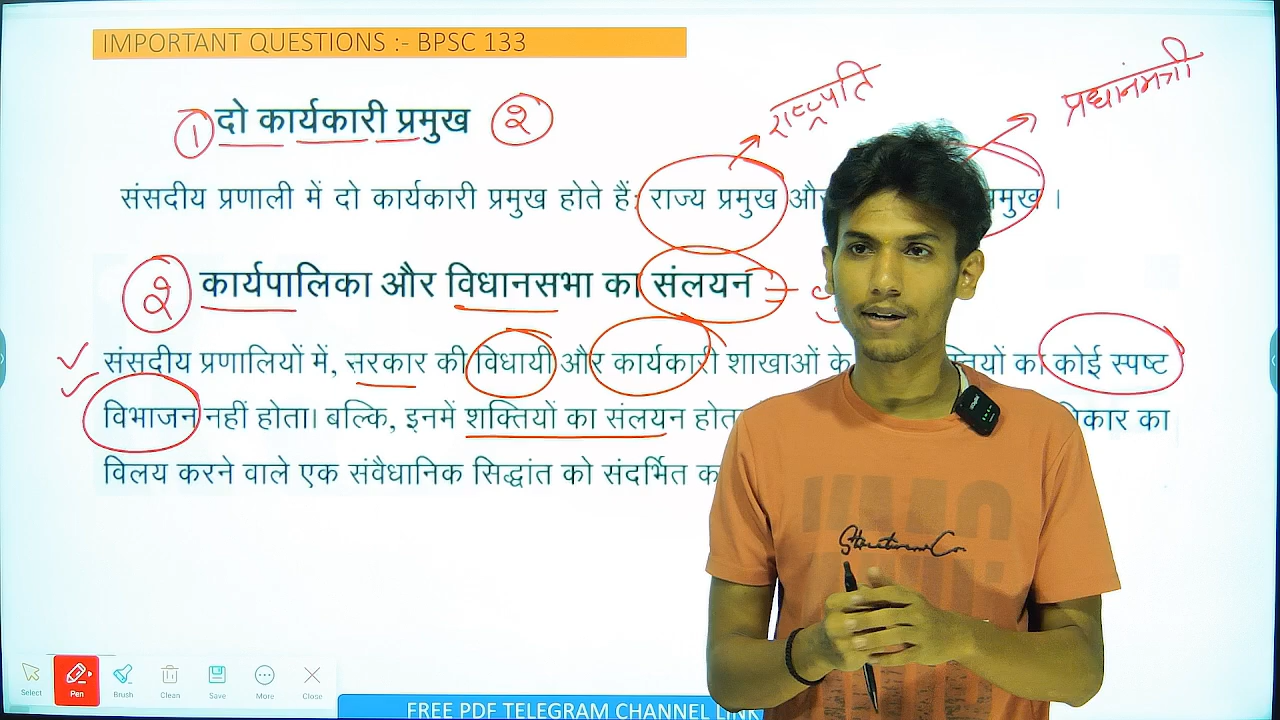 IMPORTANT QUESTIONS :- BPSC 133
राष्ट्रपति
प्रधानमंत्री
1 दो कार्यकारी प्रमुख 2
संसदीय प्रणाली में दो कार्यकारी प्रमुख होते हैं: राज्य प्रमुख प्रमुख ।
2 कार्यपालिका और विधानसभा का संलयन
संसदीय प्रणालियों में, सरकार की विधायी और कार्यकारी शाखाओं के का कोई स्पष्ट
विभाजन नहीं होता। बल्कि, इनमें शक्तियों का संलयन का
विलय करने वाले एक संवैधानिक सिद्धांत को संदर्भित
Select
Pen
Brush
Clean
Save
More
Close
FREE PDF TELEGRAM CHANNEL LINK